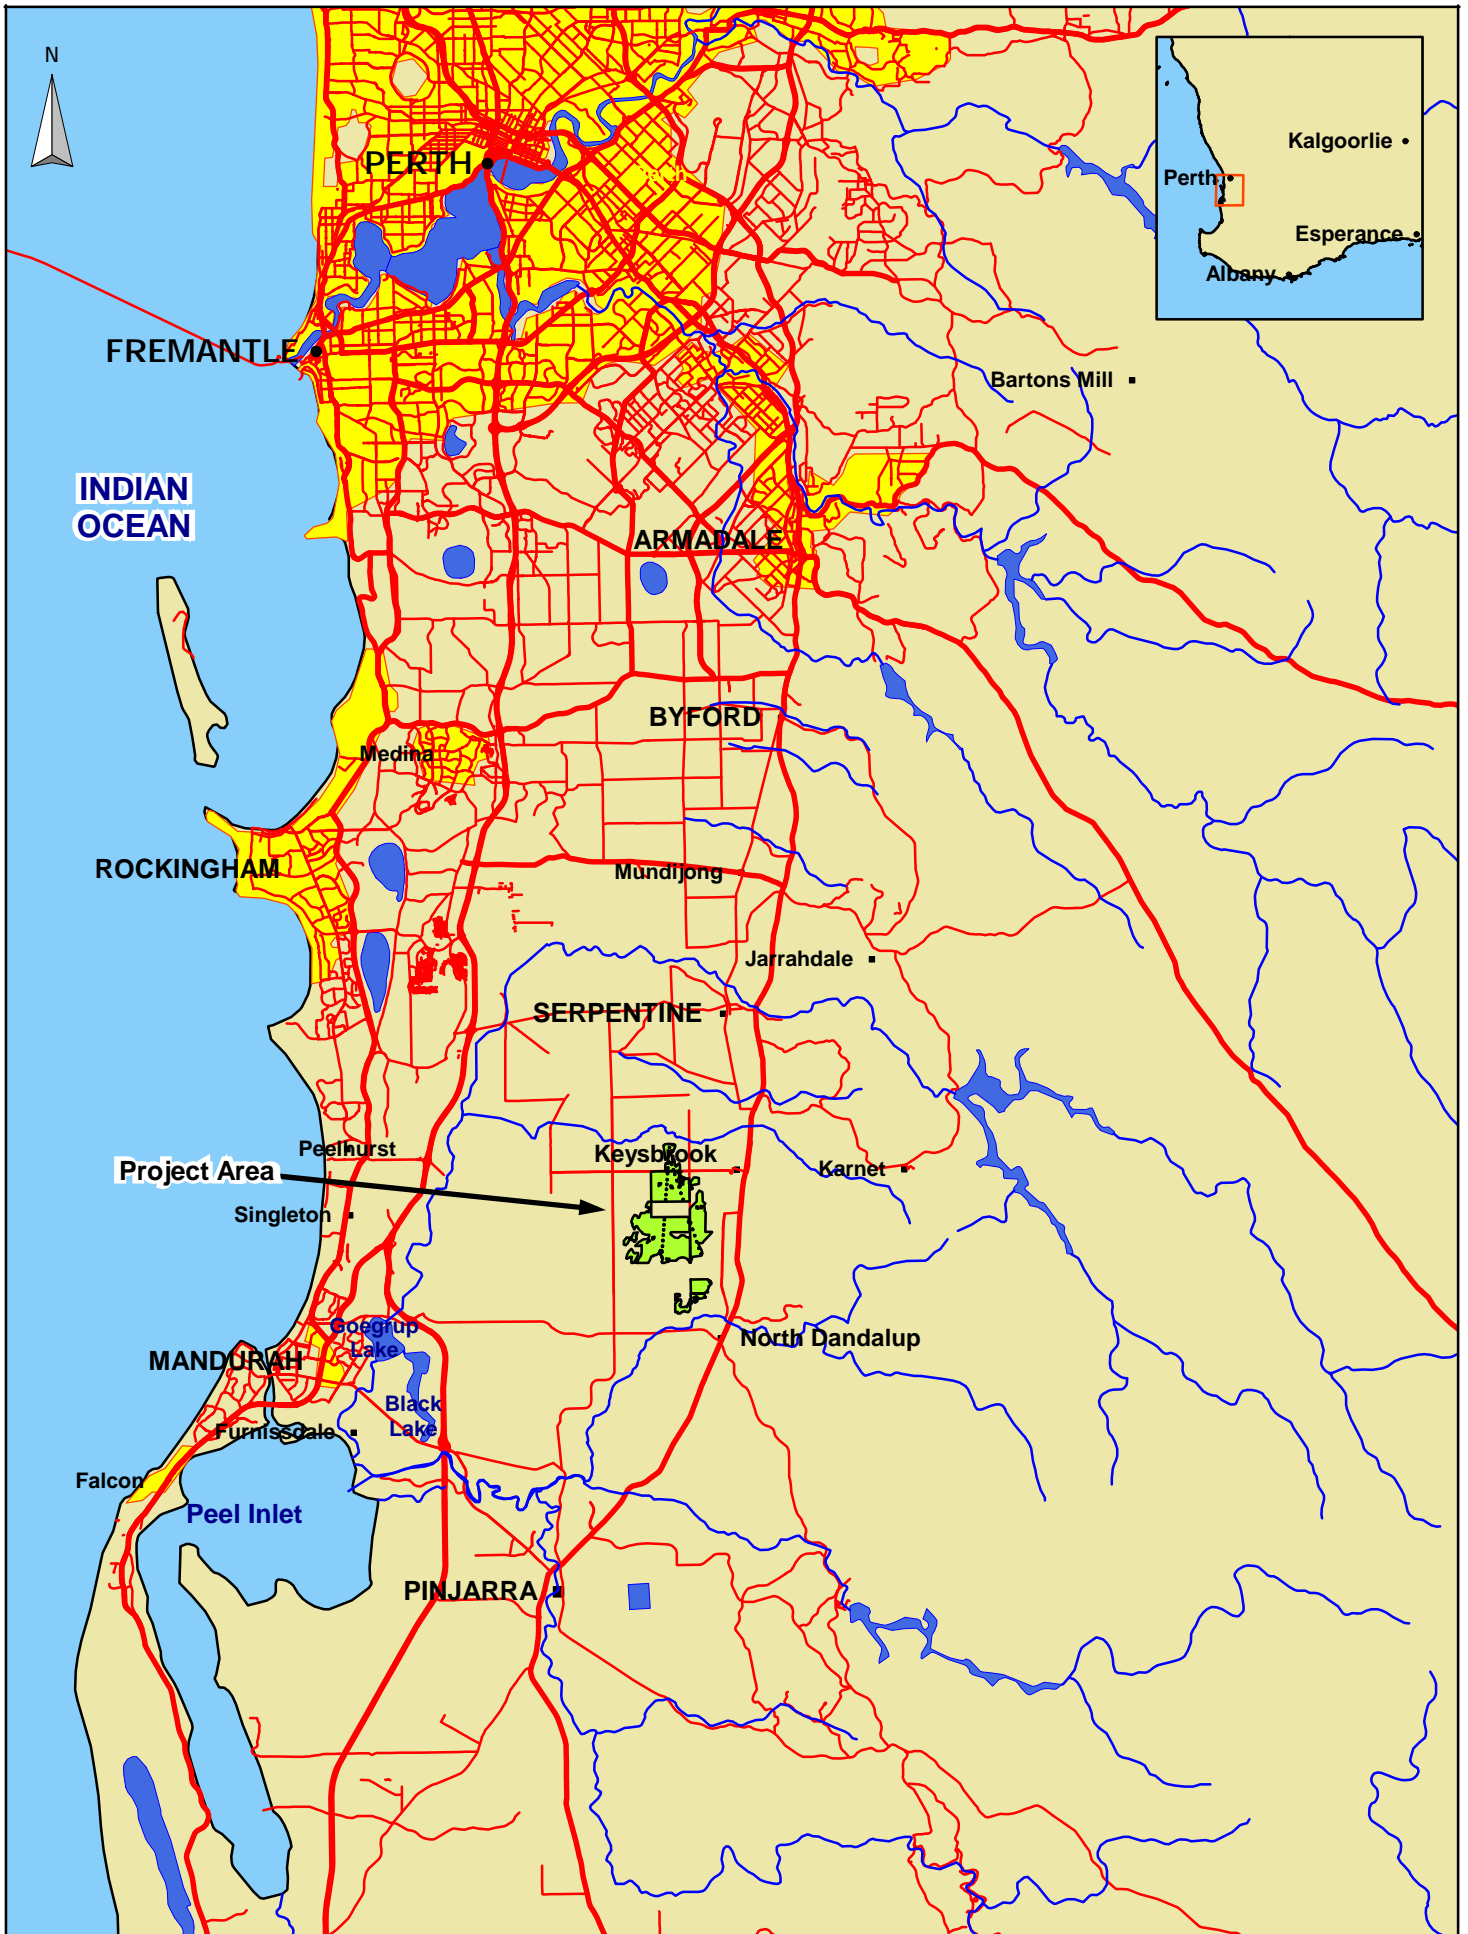 N
Kalgoorlie
PERTH
Perth
Perth
Esperance
Albany
FREMANTLE
Bartons Mill
INDIAN
OCEAN
ARMADALE
BYFORD
Medina
ROCKINGHAM
Mundijong
Jarrahdale
SERPENTINE
Peelhurst
Keysbrook
Project Area
Karnet
Singleton
Goegrup
Lake
North Dandalup
MANDURAH
Black
Lake
Furnissdale
Falcon
Peel Inlet
PINJARRA